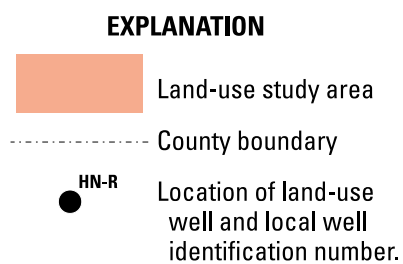 EXPLANATION
Land-use study area
County boundary
HN-R
Location of land-use
well and local well
identification number.